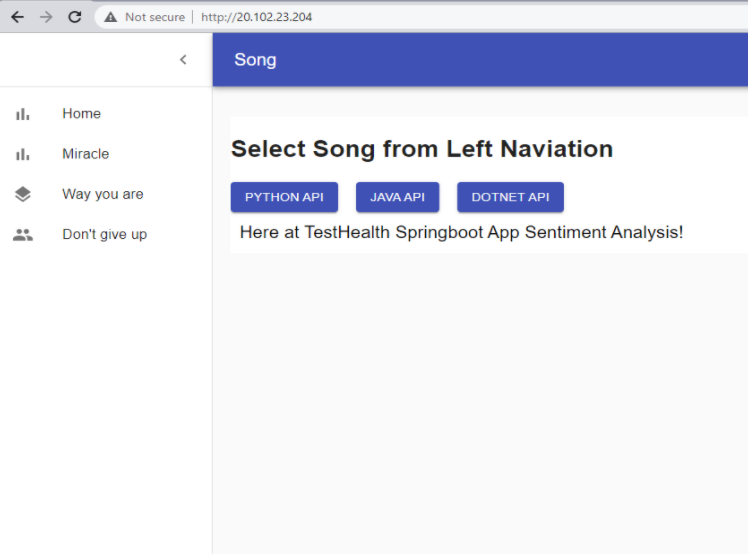 Not secure | http://20.102.23.204
Song
Home
Miracle
Way you are
Don't give up
Select Song from Left Naviation
PYTHON API JAVA API DOTNET API
Here at TestHealth Springboot App Sentiment Analysis!